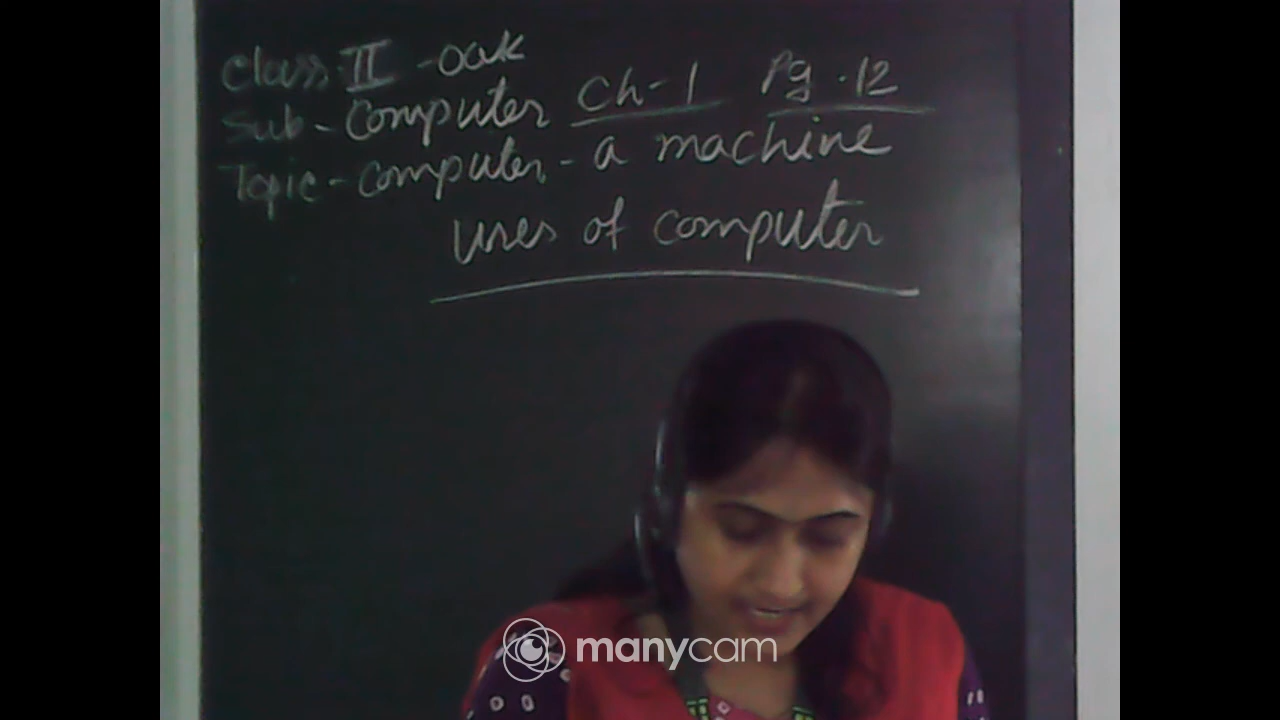 Class-II-Oak
Sub-Computer Ch-1 Pg.12
Topic-Computer-a machine
uses of computer
manycam